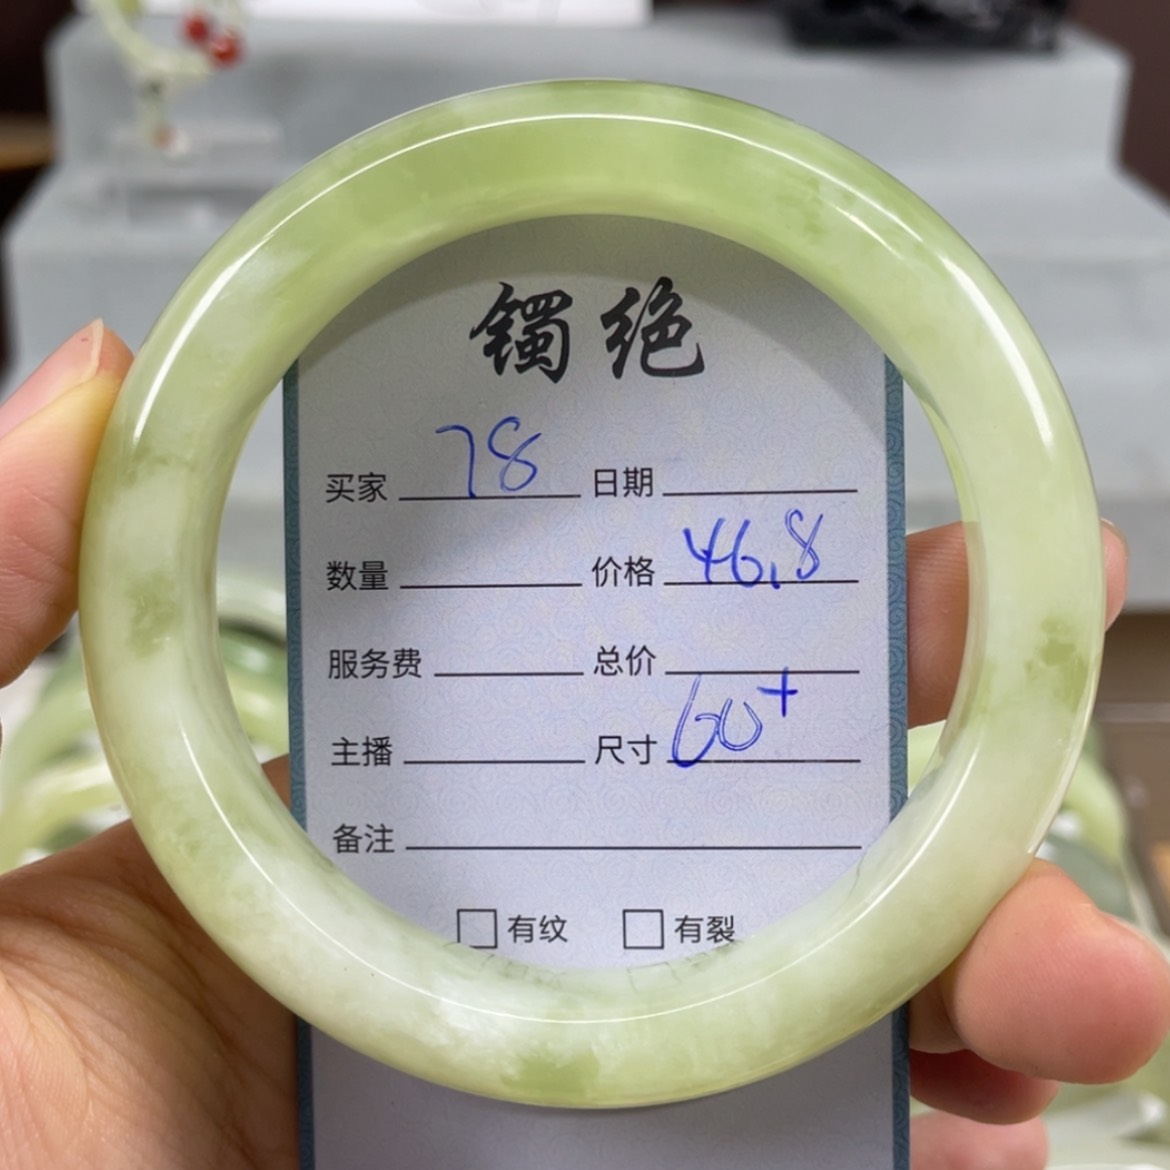 镯绝
买家 78 日期
数量 价格 46.8
服务费 总价
主播 尺寸 60+
备注
□有纹 □有裂